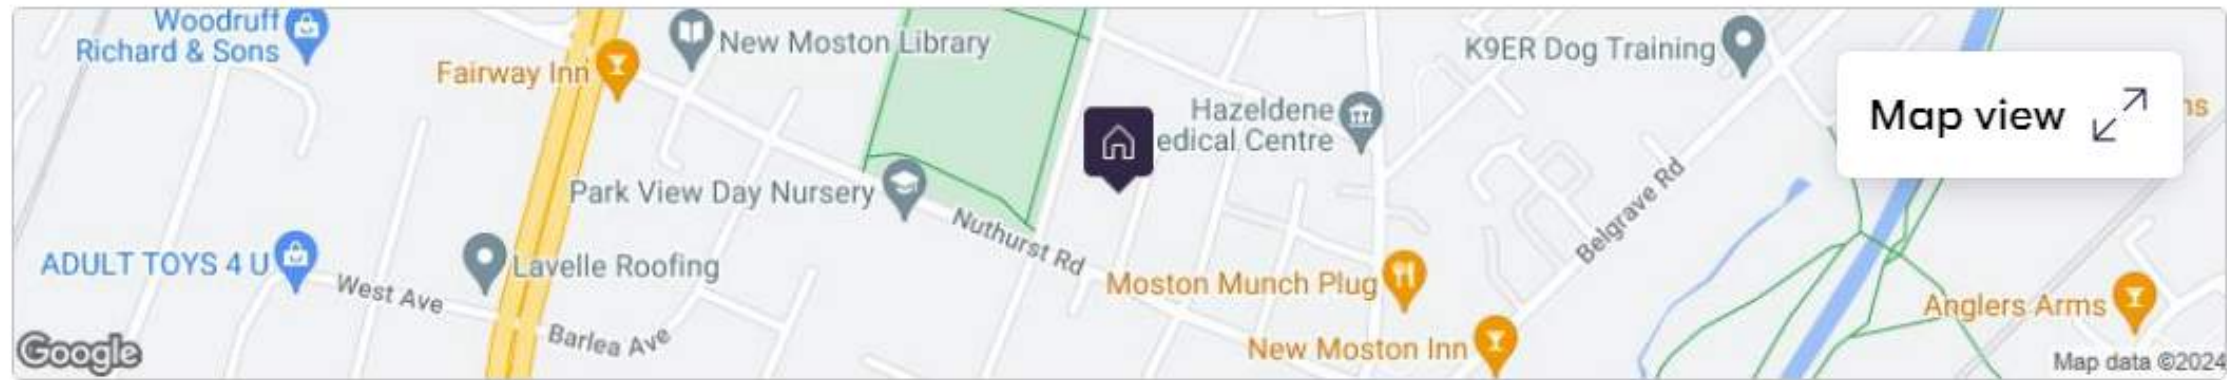 Woodruff
Richard & Sons
Fairway Inn
New Moston Library
K9ER Dog Training
Map view
ns
Hazeldene
edical Centre
Park View Day Nursery
Nuthurst Rd
Belgrave Rd
ADULT TOYS 4 U
West Ave
Lavelle Roofing
Barlea Ave
Moston Munch Plug
New Moston Inn
Anglers Arms
Google
Map data ©2024